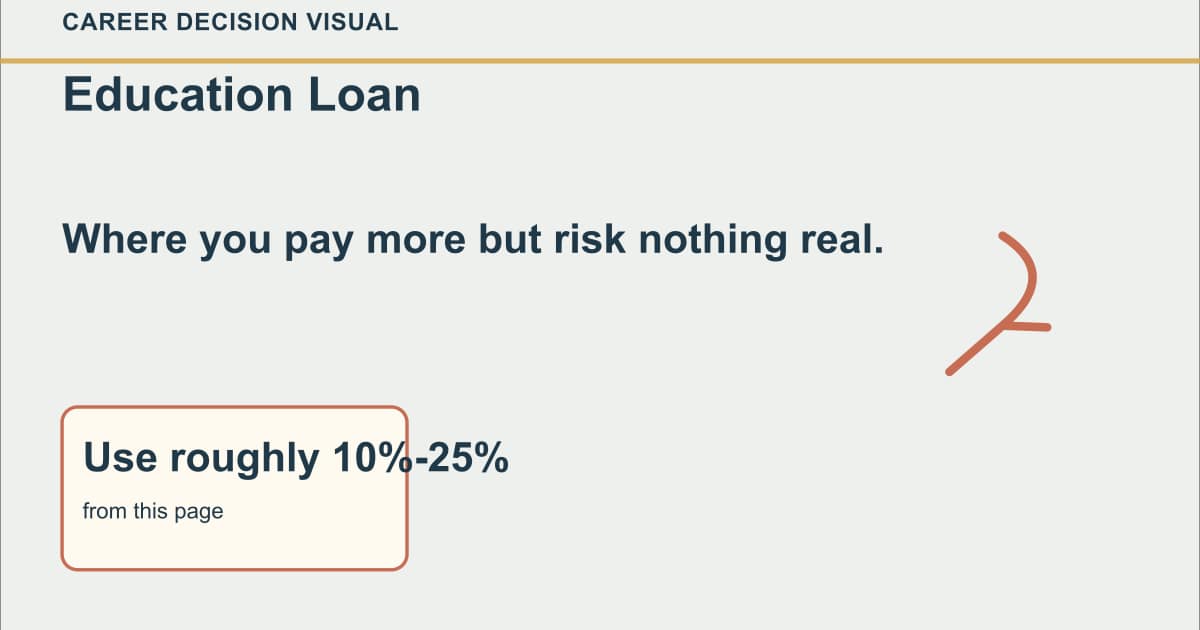 CAREER DECISION VISUAL
Education Loan
Where you pay more but risk nothing real.
Use roughly 10%-25%
from this page